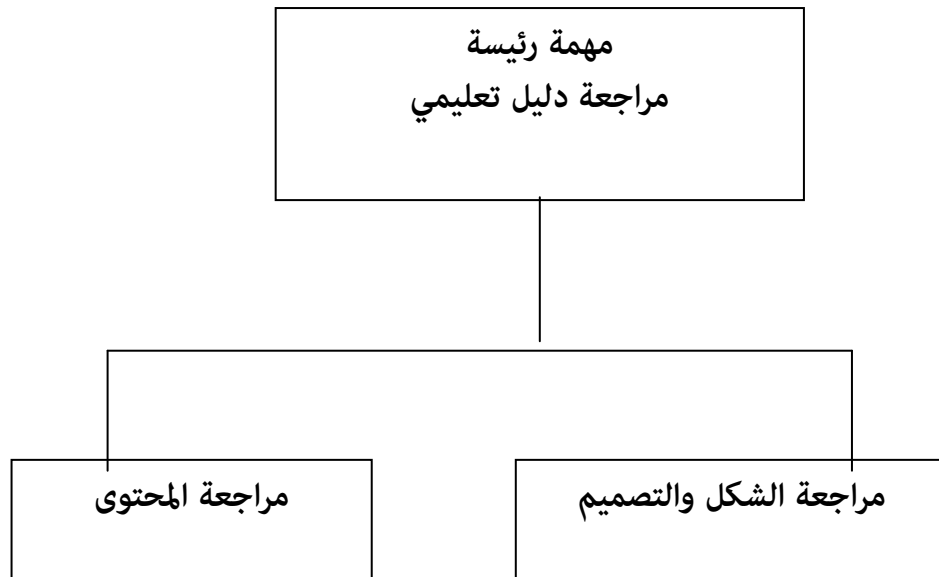 مهمة رئيسة
مراجعة دليل تعليمي
مراجعة الشكل والتصميم
مراجعة المحتوى